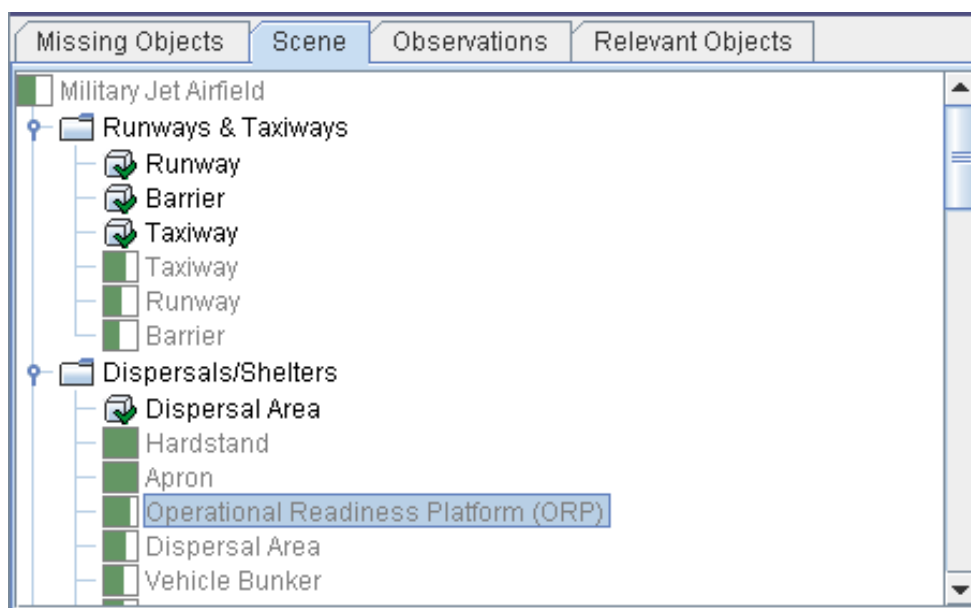 Missing Objects Scene Observations Relevant Objects
Military Jet Airfield
Runways & Taxiways
Runway
Barrier
Taxiway
Taxiway
Runway
Barrier
Dispersals/Shelters
Dispersal Area
Hardstand
Apron
Operational Readiness Platform (ORP)
Dispersal Area
Vehicle Bunker